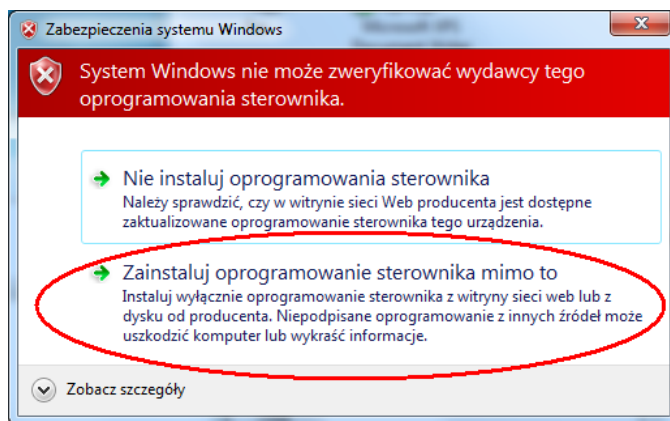 Zabezpieczenia systemu Windows
System Windows nie może zweryfikować wydawcy tego
oprogramowania sterownika.
Nie instaluj oprogramowania sterownika
Należy sprawdzić, czy w witrynie sieci Web producenta jest dostępne
zaktualizowane oprogramowanie sterownika tego urządzenia.
Zainstaluj oprogramowanie sterownika mimo to
Instaluj wyłącznie oprogramowanie sterownika z witryny sieci web lub z
dysku od producenta. Niepodpisane oprogramowanie z innych źródeł może
uszkodzić komputer lub wykraść informacje.
Zobacz szczegóły